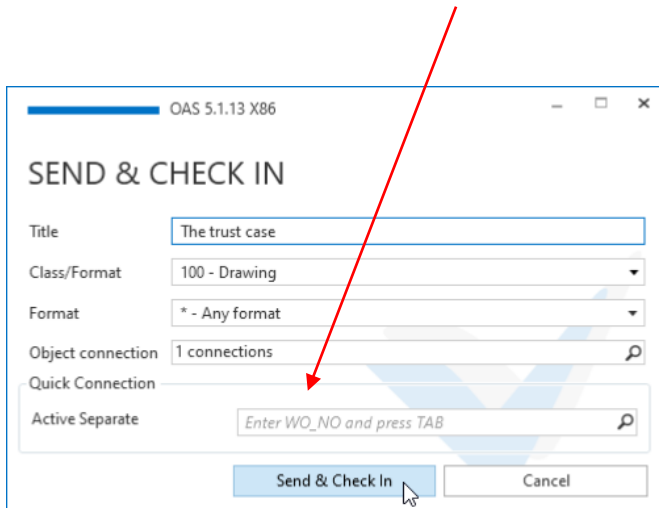 OAS 5.1.13 X86
SEND & CHECK IN
Title The trust case
Class/Format 100 - Drawing
Format * - Any format
Object connection 1 connections
Quick Connection
Active Separate Enter WO_NO and press TAB
Send & Check In Cancel